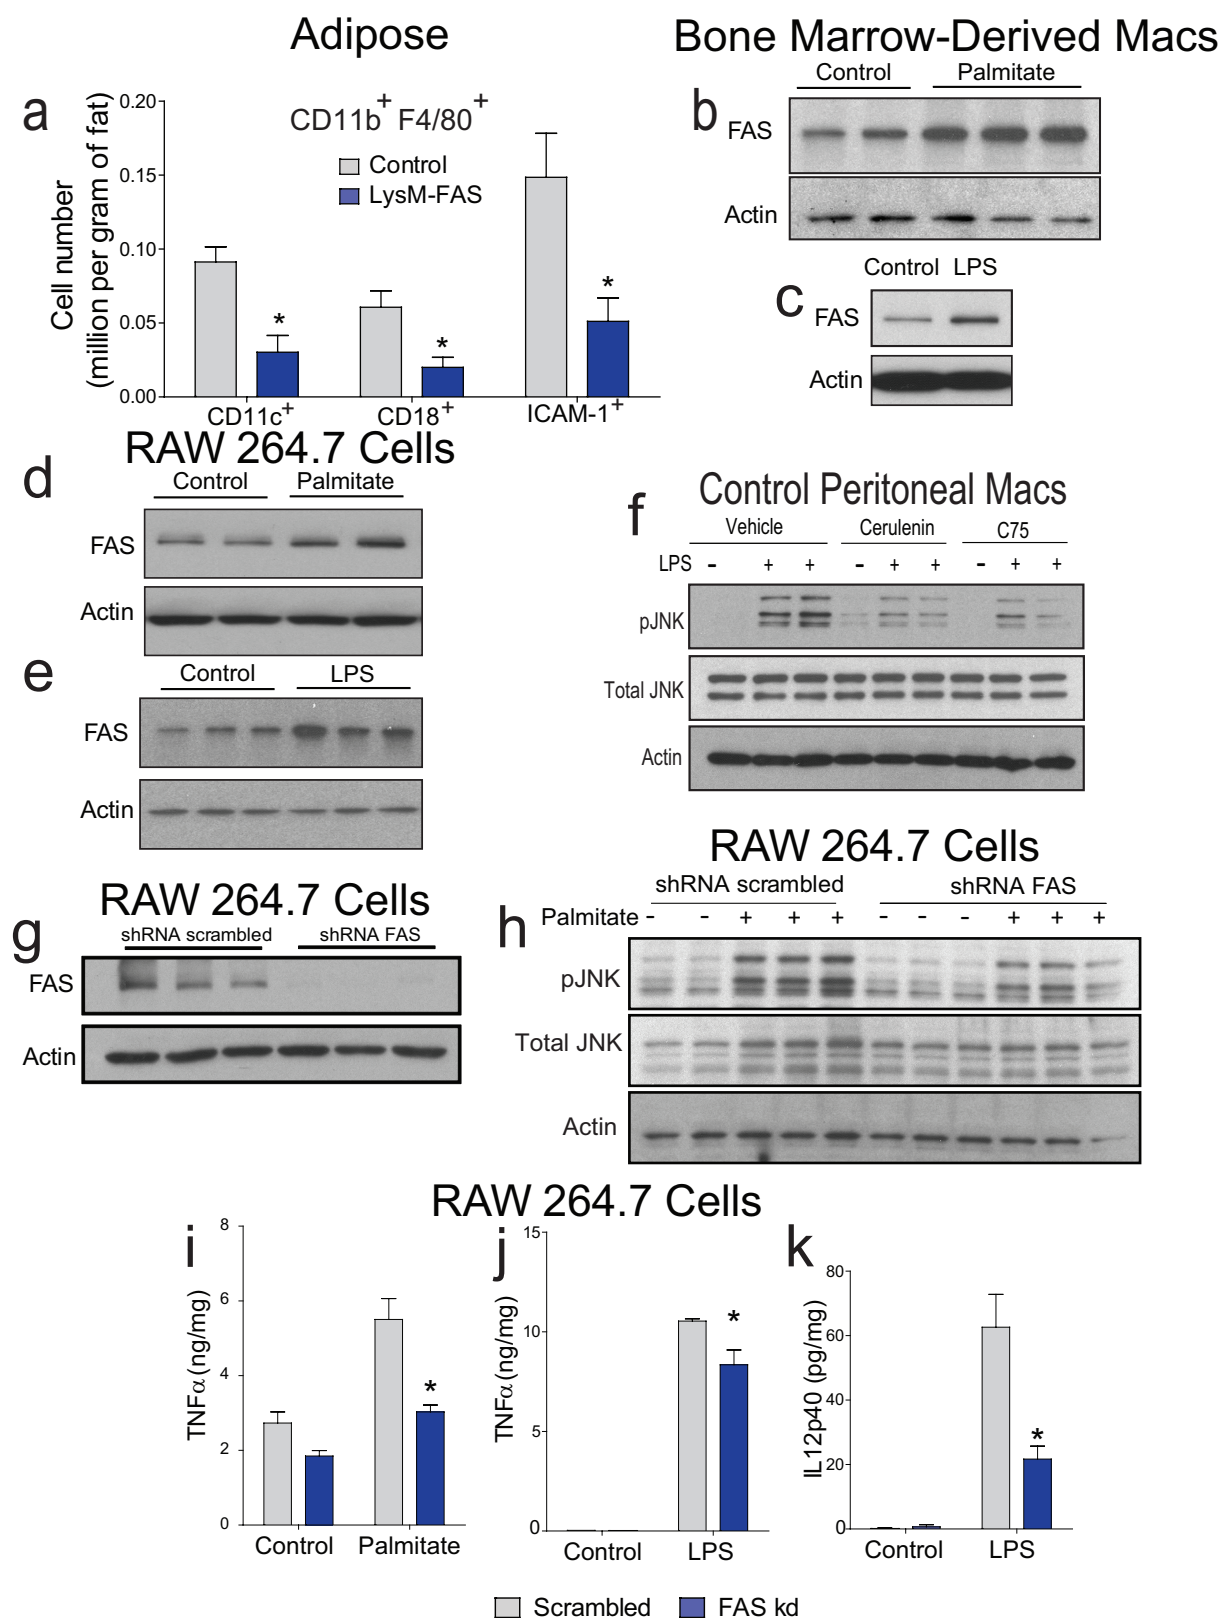 Adipose
Bone Marrow-Derived Macs
a
CD11b+ F4/80+
Control
LysM-FAS
Cell number
(million per gram of fat)
0.20
0.15
0.10
0.05
0.00
*
*
*
CD11c+
CD18+
ICAM-1+
b
Control
Palmitate
FAS
Actin
c
Control LPS
FAS
Actin
RAW 264.7 Cells
d
Control
Palmitate
FAS
Actin
e
Control
LPS
FAS
Actin
f
Control Peritoneal Macs
Vehicle
Cerulenin
C75
LPS - + + - + + - + +
pJNK
Total JNK
Actin
RAW 264.7 Cells
g
shRNA scrambled
shRNA FAS
FAS
Actin
RAW 264.7 Cells
h
shRNA scrambled
shRNA FAS
Palmitate - - + + + - - - + + +
pJNK
Total JNK
Actin
RAW 264.7 Cells
i
TNFα (ng/mg)
8
6
4
2
0
*
Control
Palmitate
j
TNFα (ng/mg)
15
10
5
0
*
Control
LPS
k
IL12p40 (pg/mg)
80
60
40
20
0
*
Control
LPS
Scrambled
FAS kd